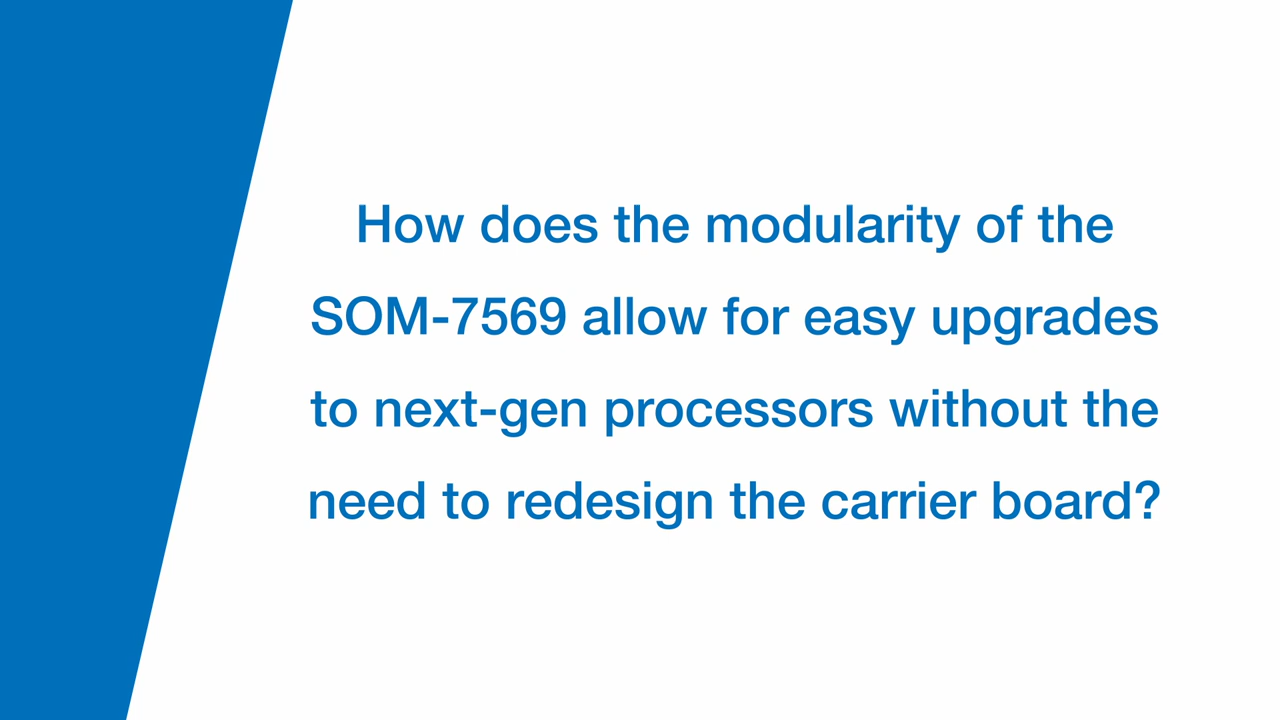 How does the modularity of the
SOM-7569 allow for easy upgrades
to next-gen processors without the
need to redesign the carrier board?